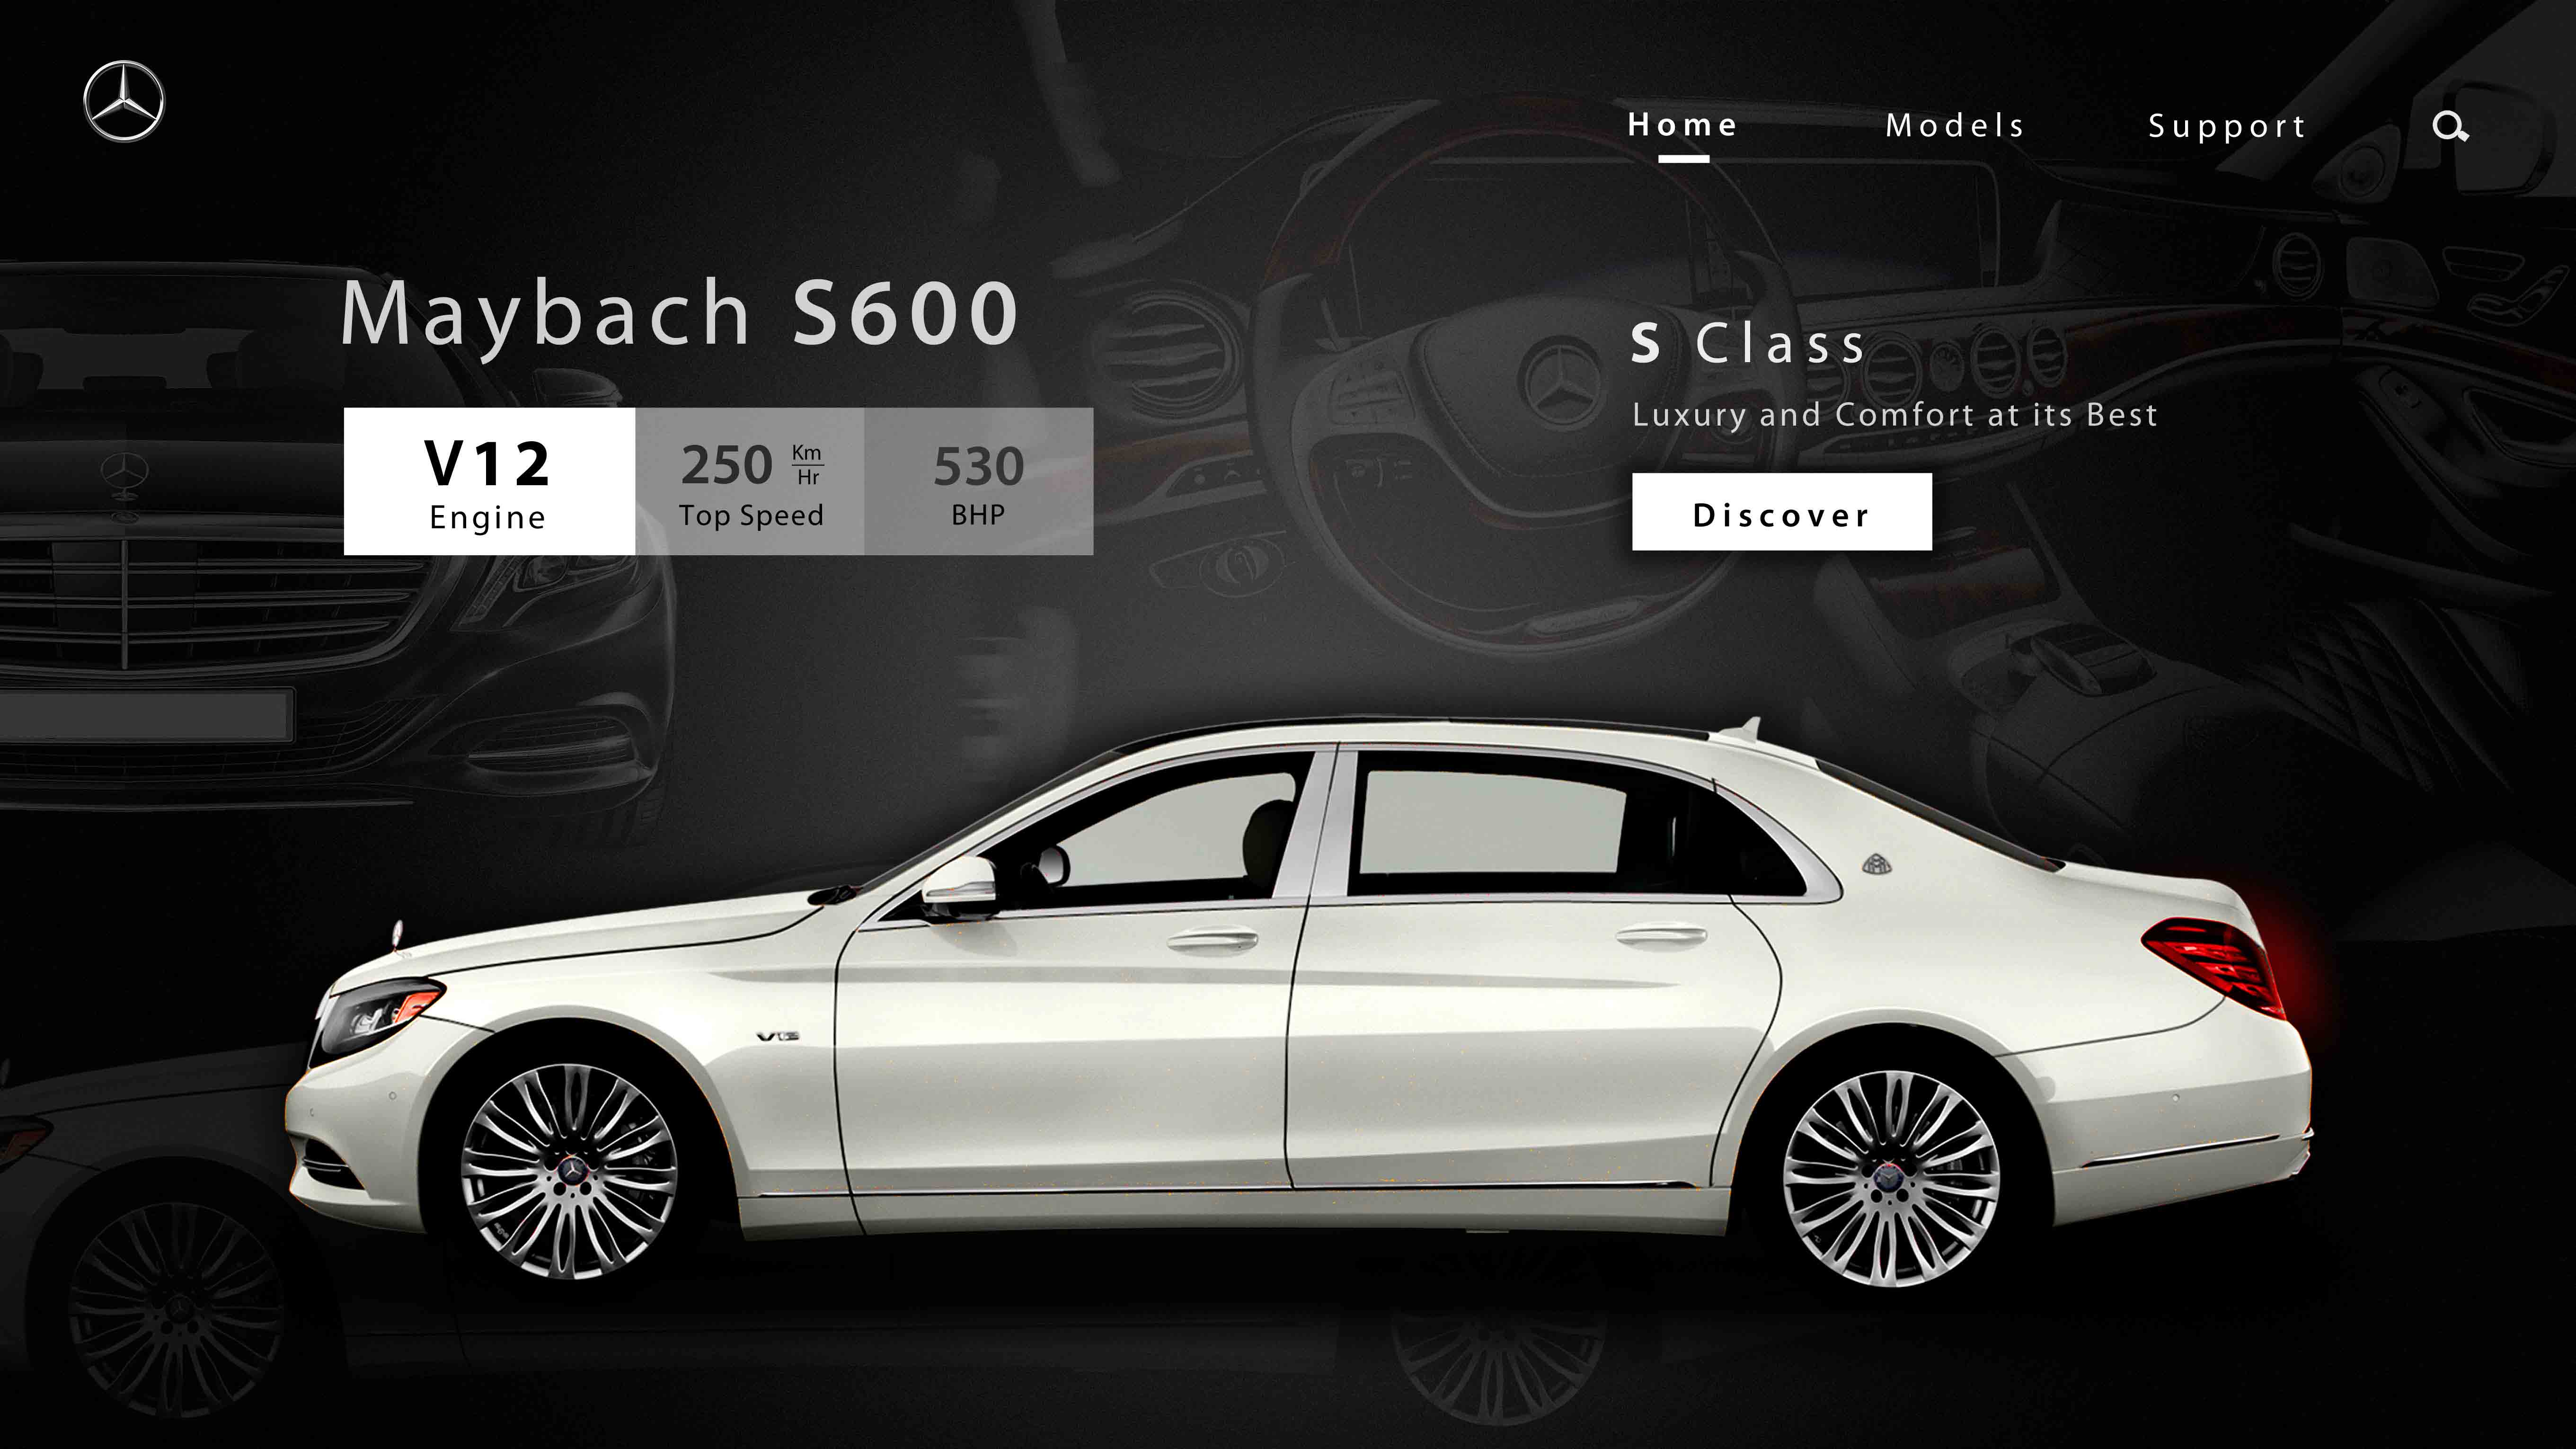 Home Models Support
Maybach S600
V12
Engine
250 Km
Hr
Top Speed
530
BHP
S Class
Luxury and Comfort at its Best
Discover
V12